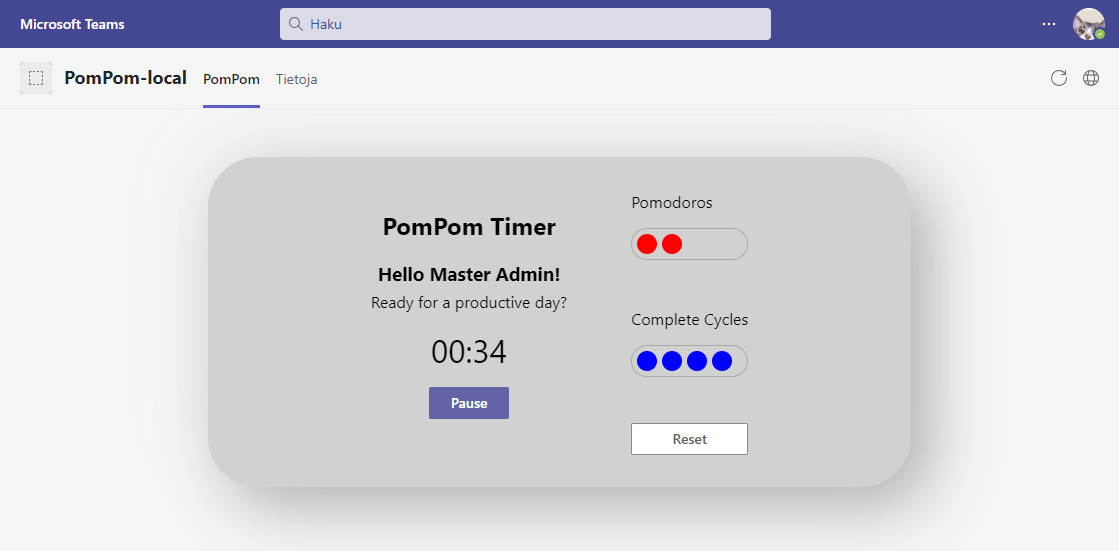 Microsoft Teams
Haku
PomPom-local
PomPom
Tietoja
PomPom Timer
Hello Master Admin!
Ready for a productive day?
00:34
Pause
Pomodoros
Complete Cycles
Reset